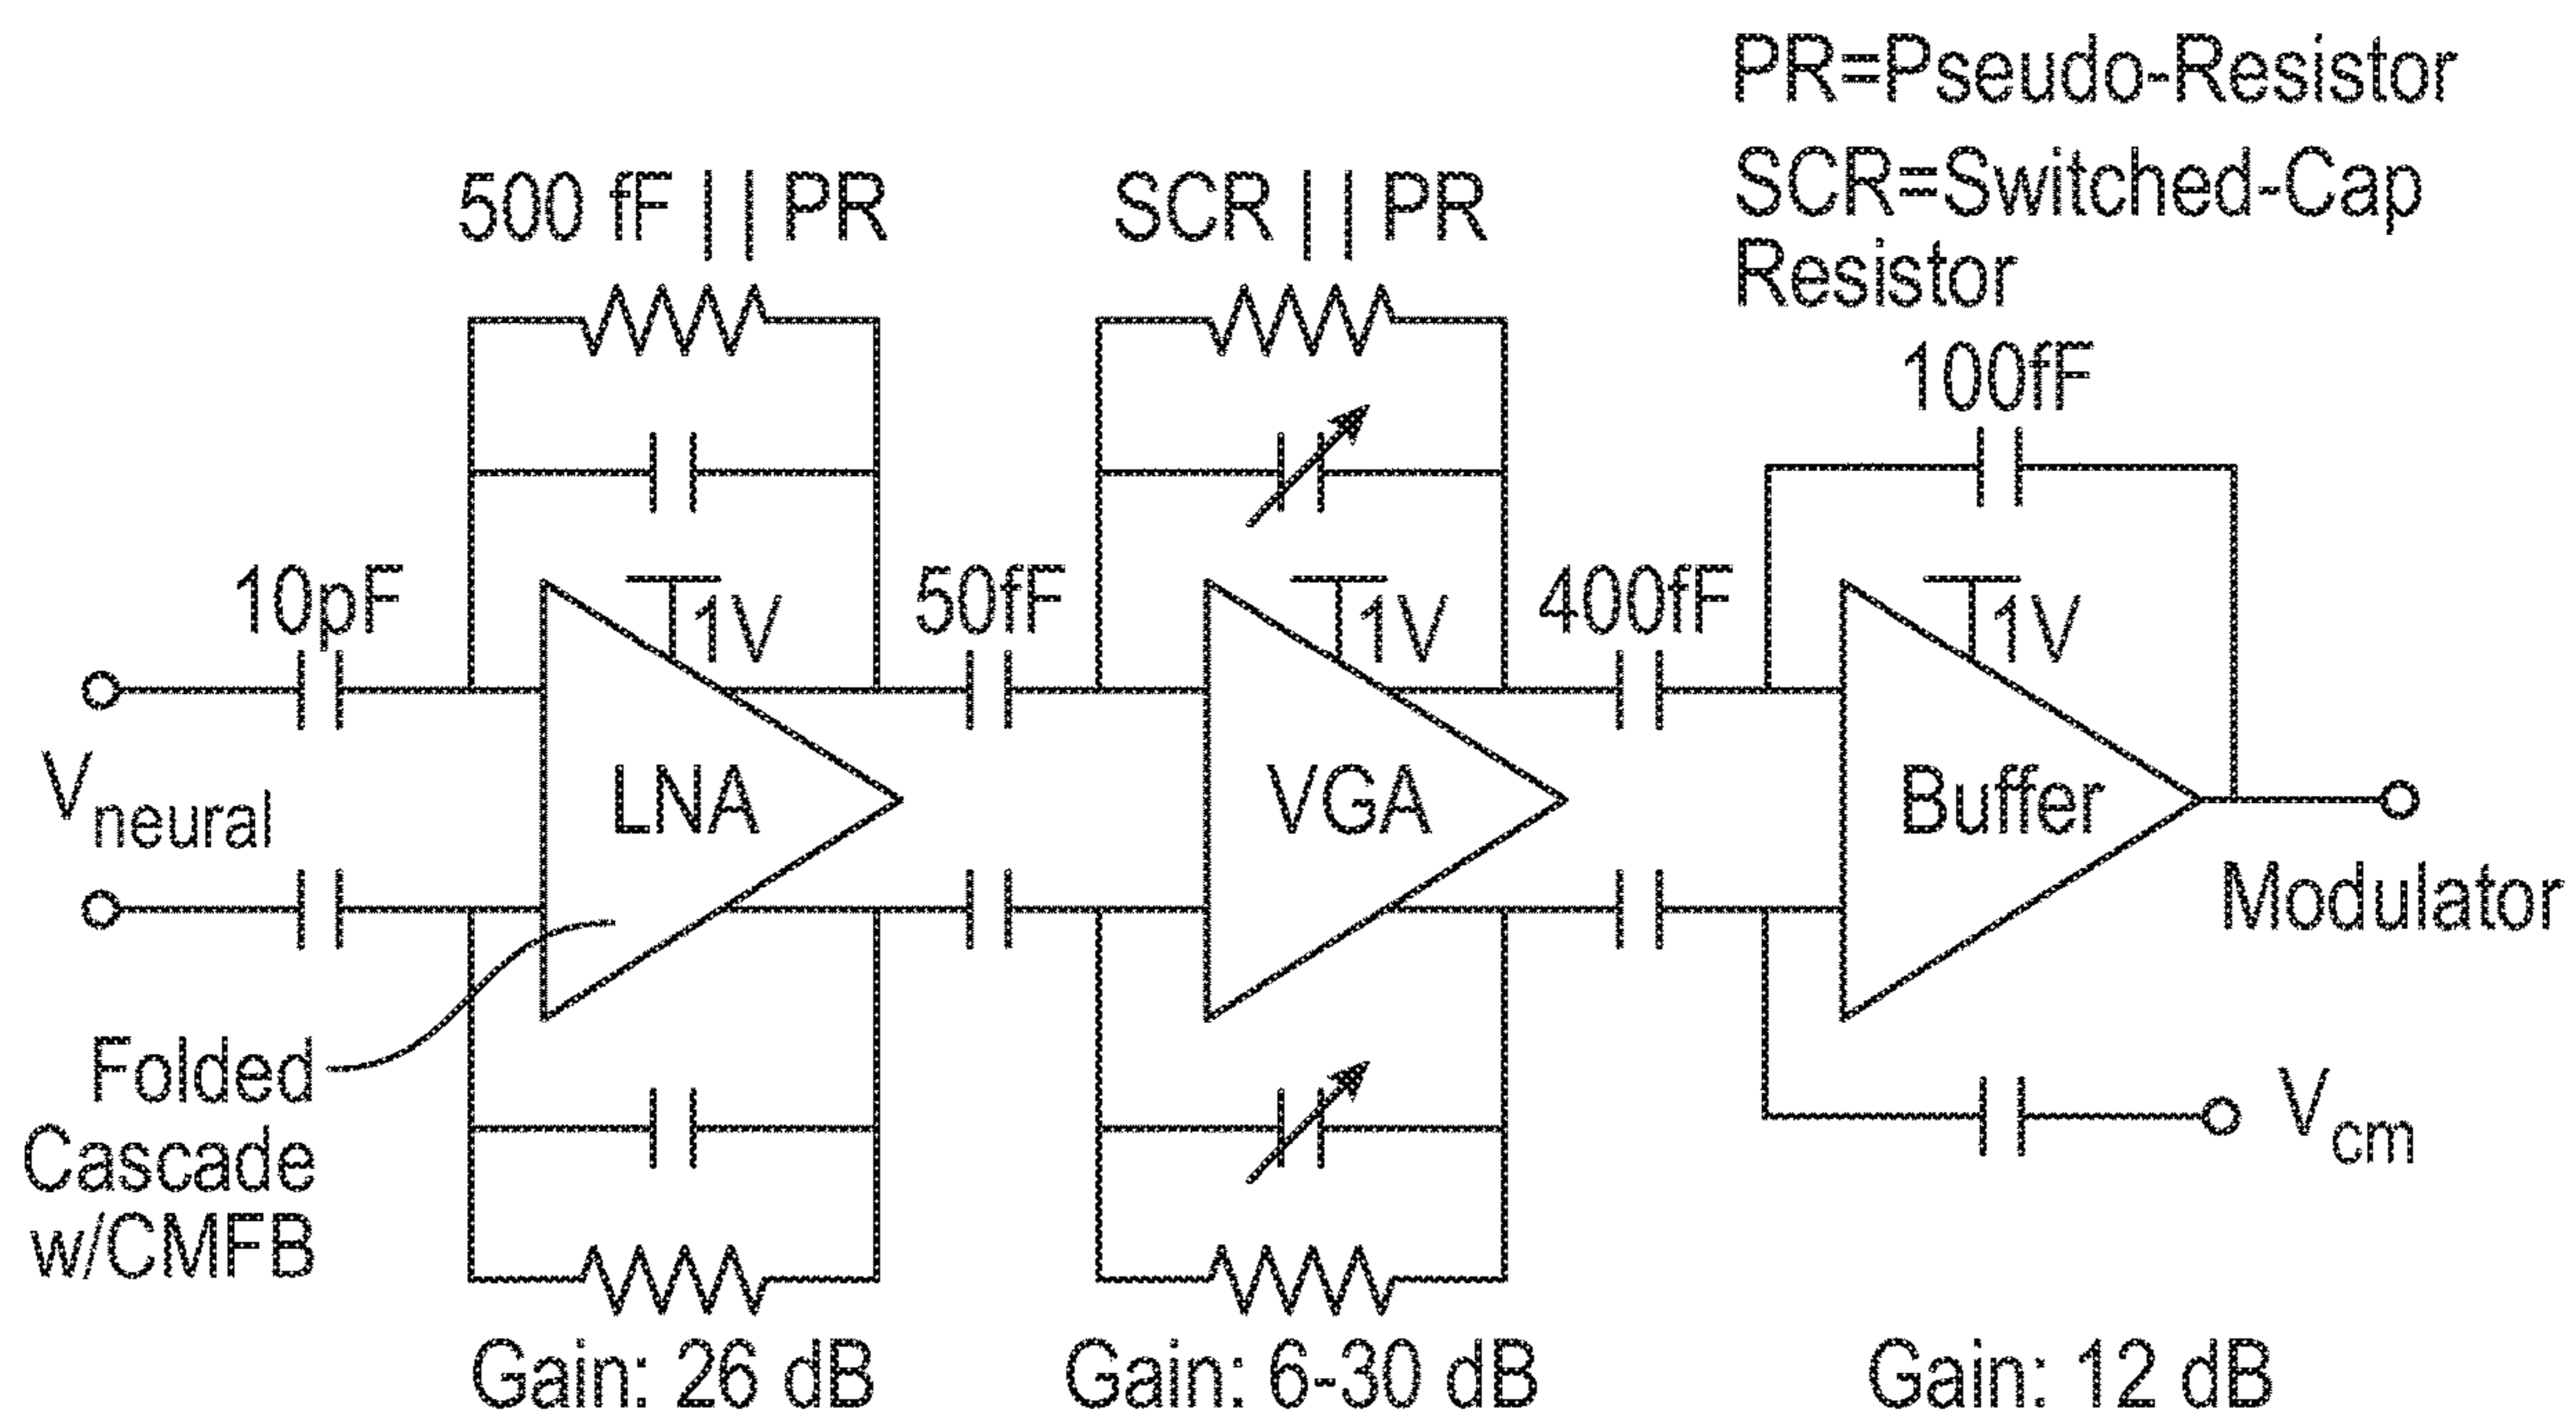 PR=Pseudo-Resistor
SCR=Switched-Cap
Resistor
500 fF || PR
SCR || PR
100fF
10pF
1V
50fF
1V
400fF
1V
Vneural
LNA
VGA
Buffer
Modulator
Folded
Cascade
w/CMFB
Vcm
Gain: 26 dB
Gain: 6-30 dB
Gain: 12 dB